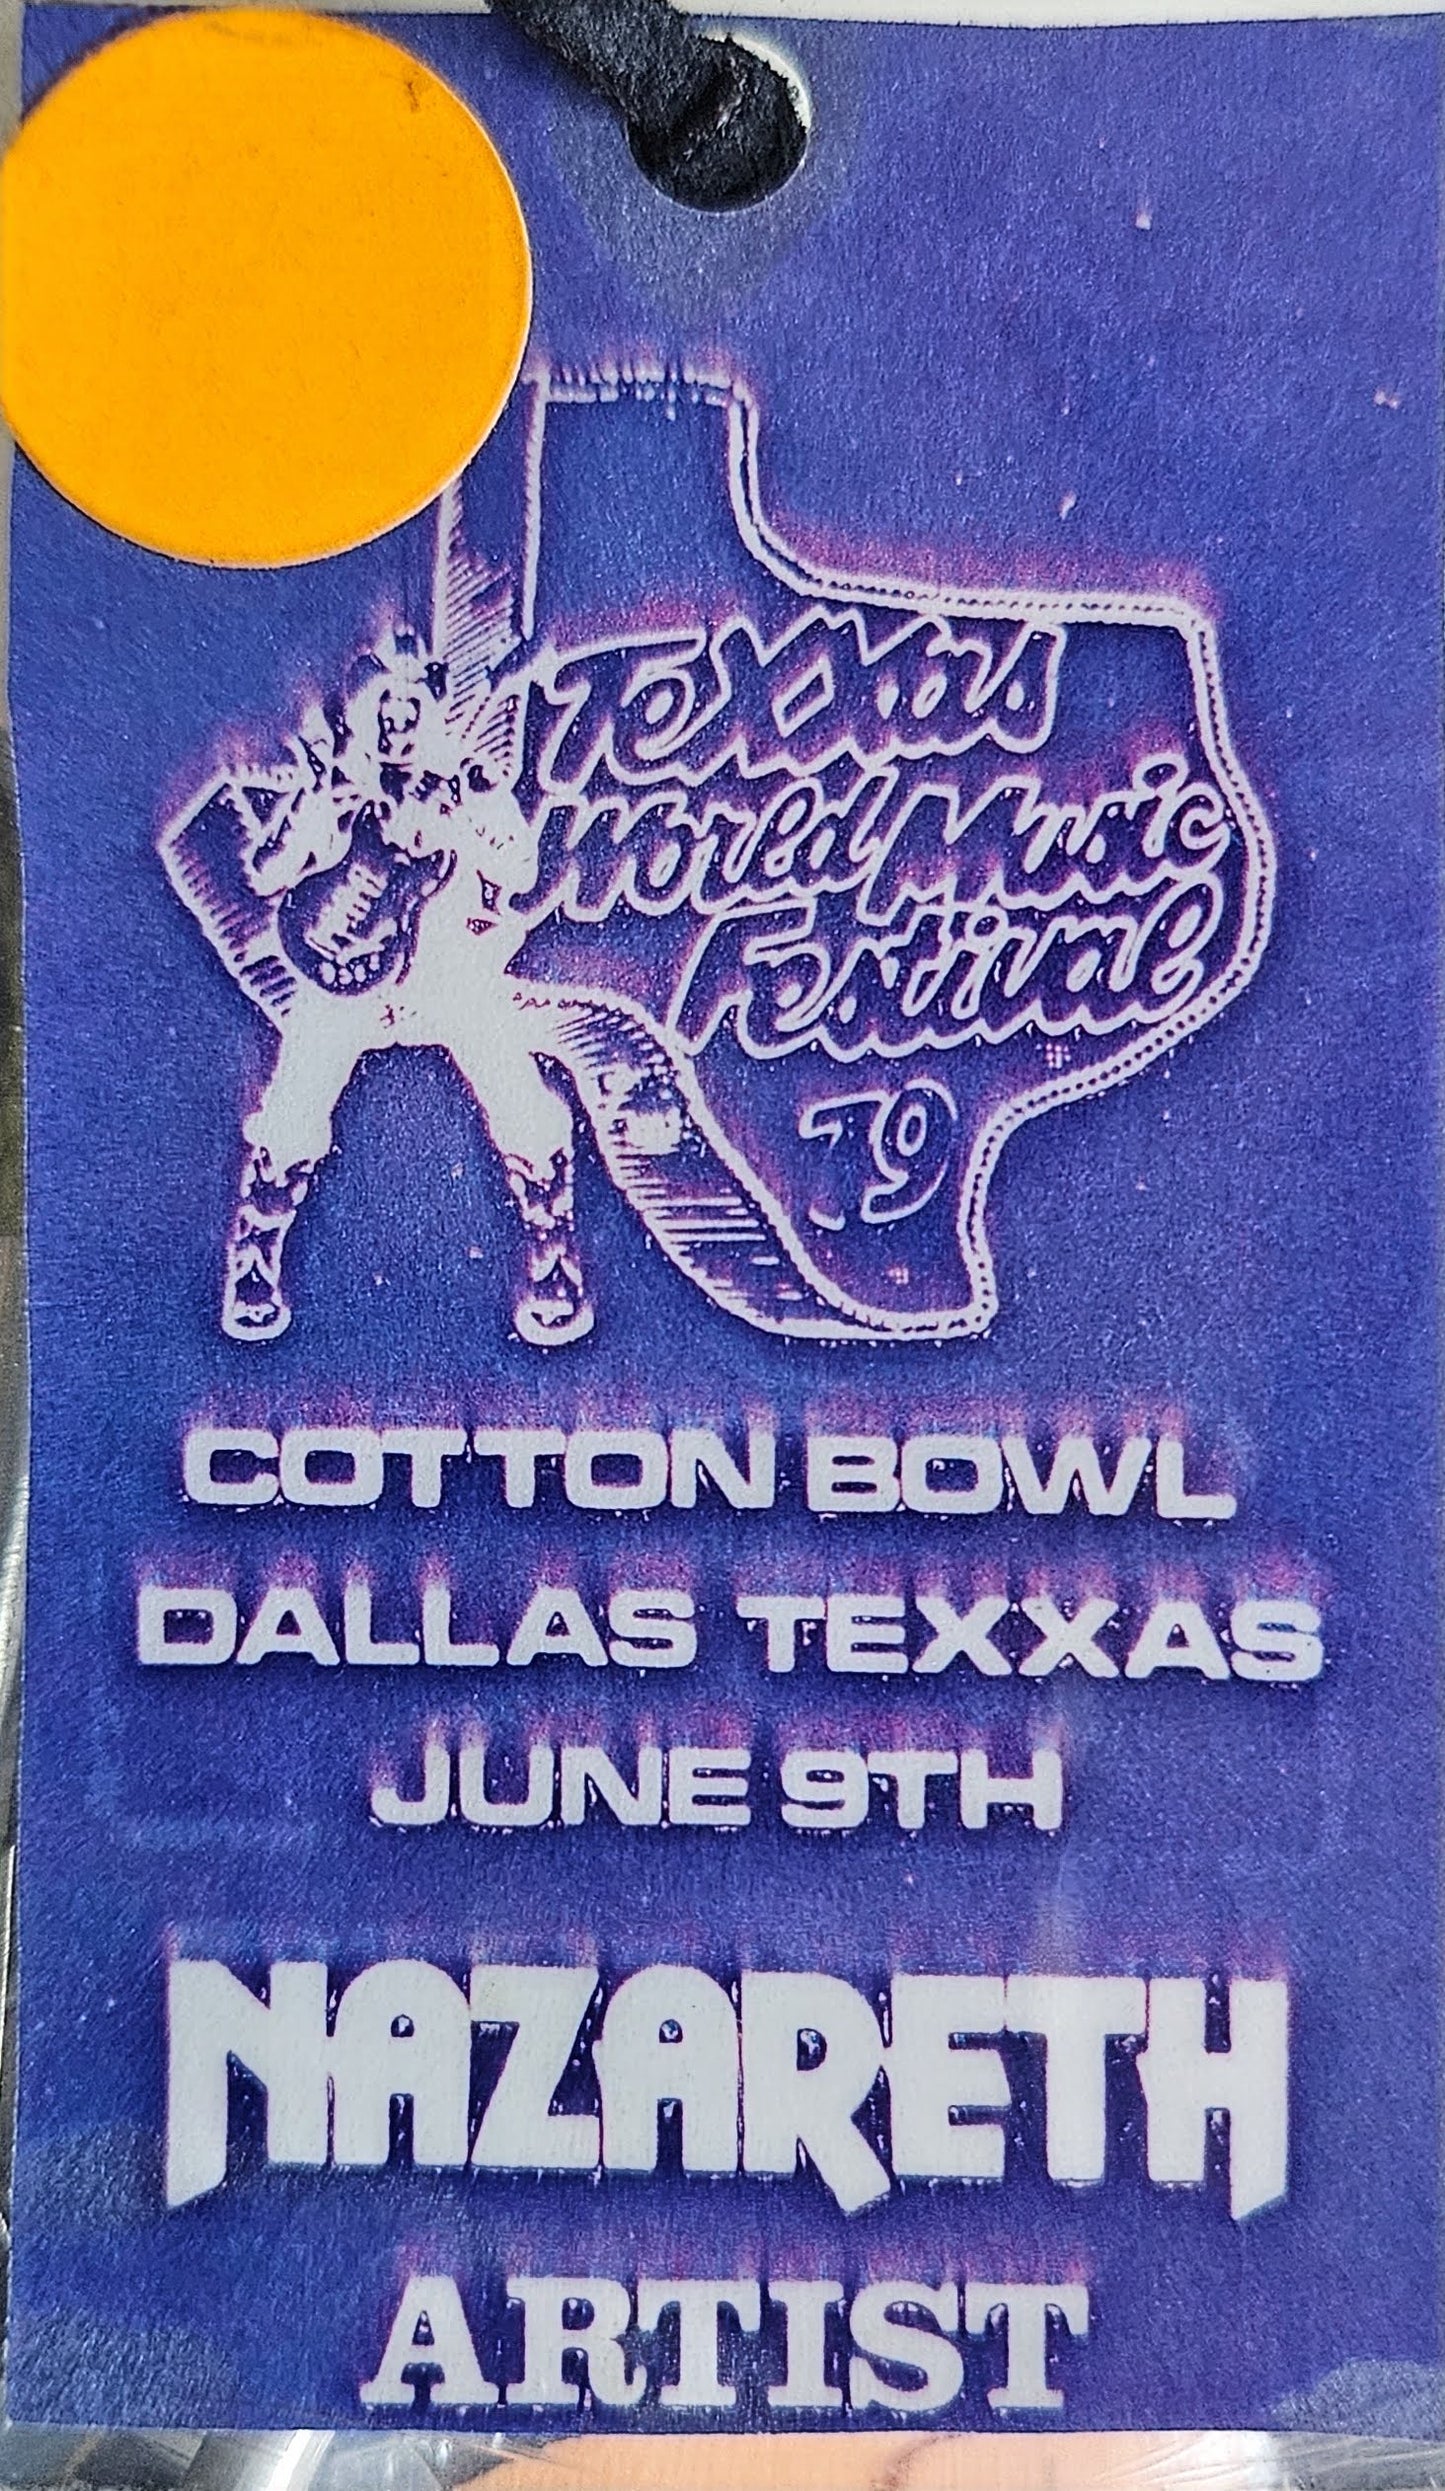 Texxas
World Music
Festival
79
COTTON BOWL
DALLAS TEXXAS
JUNE 9TH
NAZARETH
ARTIST